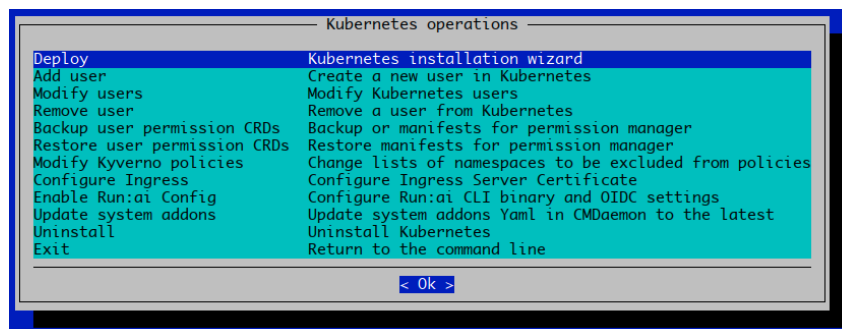 Kubernetes operations
Deploy Kubernetes installation wizard
Add user Create a new user in Kubernetes
Modify users Modify Kubernetes users
Remove user Remove a user from Kubernetes
Backup user permission CRDs Backup or manifests for permission manager
Restore user permission CRDs Restore manifests for permission manager
Modify Kyverno policies Change lists of namespaces to be excluded from policies
Configure Ingress Configure Ingress Server Certificate
Enable Run:ai Config Configure Run:ai CLI binary and OIDC settings
Update system addons Update system addons Yaml in CMDaemon to the latest
Uninstall Uninstall Kubernetes
Exit Return to the command line
< Ok >